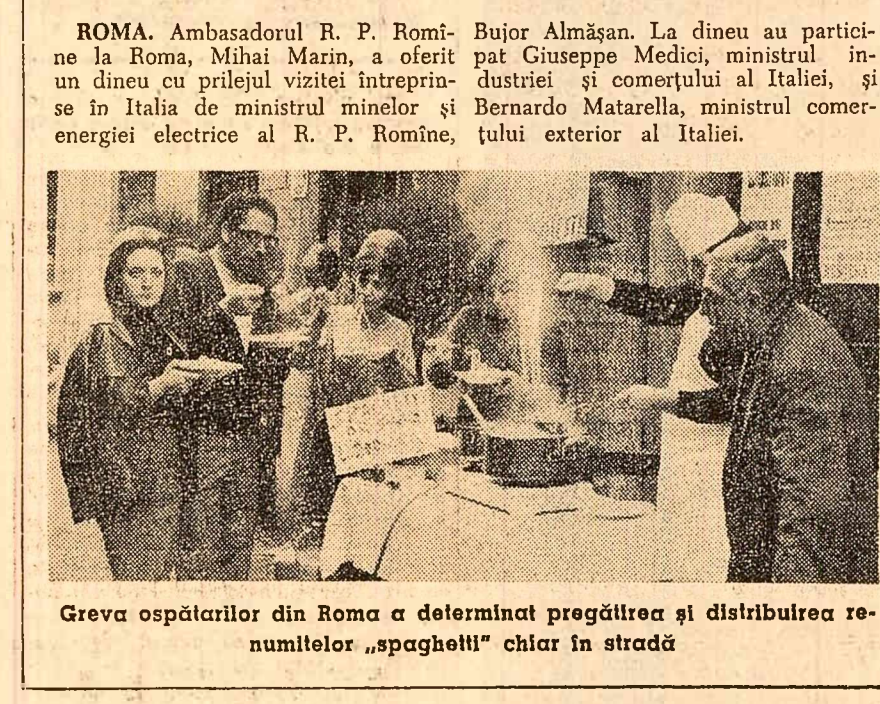 ROMA. Ambasadorul R. P. Romî-
ne la Roma, Mihai Marin, a oferit
un dineu cu prilejul vizitei întreprin-
se în Italia de ministrul minelor și
energiei electrice al R. P. Romîne,
Bujor Almășan. La dineu au partici-
pat Giuseppe Medici, ministrul in-
dustriei și comerțului al Italiei, și
Bernardo Matarella, ministrul comer-
țului exterior al Italiei.
Greva ospătarilor din Roma a determinat pregătirea și distribuirea re-
numitelor „spaghetti” chiar în stradă